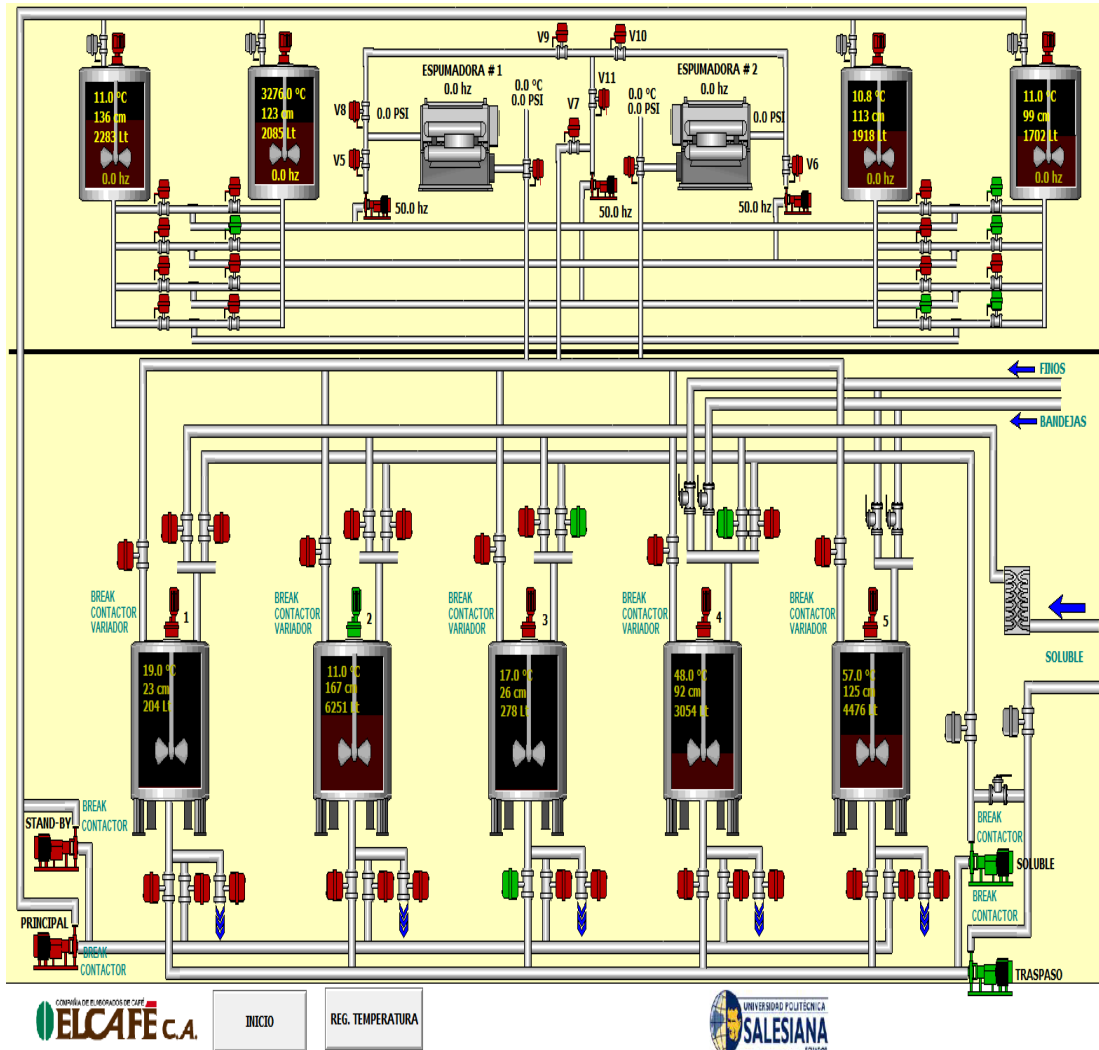 V9
V10
ESPUMADORA # 1
0.0 hz
0.0 °C
0.0 PSI
V11
V7
0.0 °C
0.0 PSI
ESPUMADORA # 2
0.0 hz
11.0 °C
136 cm
2283 Lt
0.0 hz
3276.0 °C
123 cm
2085 Lt
0.0 hz
V8
0.0 PSI
V5
50.0 hz
50.0 hz
0.0 PSI
V6
50.0 hz
10.8 °C
113 cm
1918 Lt
0.0 hz
11.0 °C
99 cm
1702 Lt
0.0 hz
FINOS
BANDEJAS
BREAK
CONTACTOR
VARIADOR
1
BREAK
CONTACTOR
VARIADOR
2
BREAK
CONTACTOR
VARIADOR
3
BREAK
CONTACTOR
VARIADOR
4
BREAK
CONTACTOR
VARIADOR
5
SOLUBLE
19.0 °C
23 cm
204 Lt
11.0 °C
167 cm
6251 Lt
17.0 °C
26 cm
278 Lt
48.0 °C
92 cm
3054 Lt
57.0 °C
125 cm
4476 Lt
STAND-BY
BREAK
CONTACTOR
BREAK
CONTACTOR
SOLUBLE
BREAK
CONTACTOR
PRINCIPAL
BREAK
CONTACTOR
TRASPASO
COMPAÑÍA DE ELABORADOS DE CAFÉ
ELCAFÉ C.A.
INICIO
REG. TEMPERATURA
UNIVERSIDAD POLITÉCNICA
SALESIANA